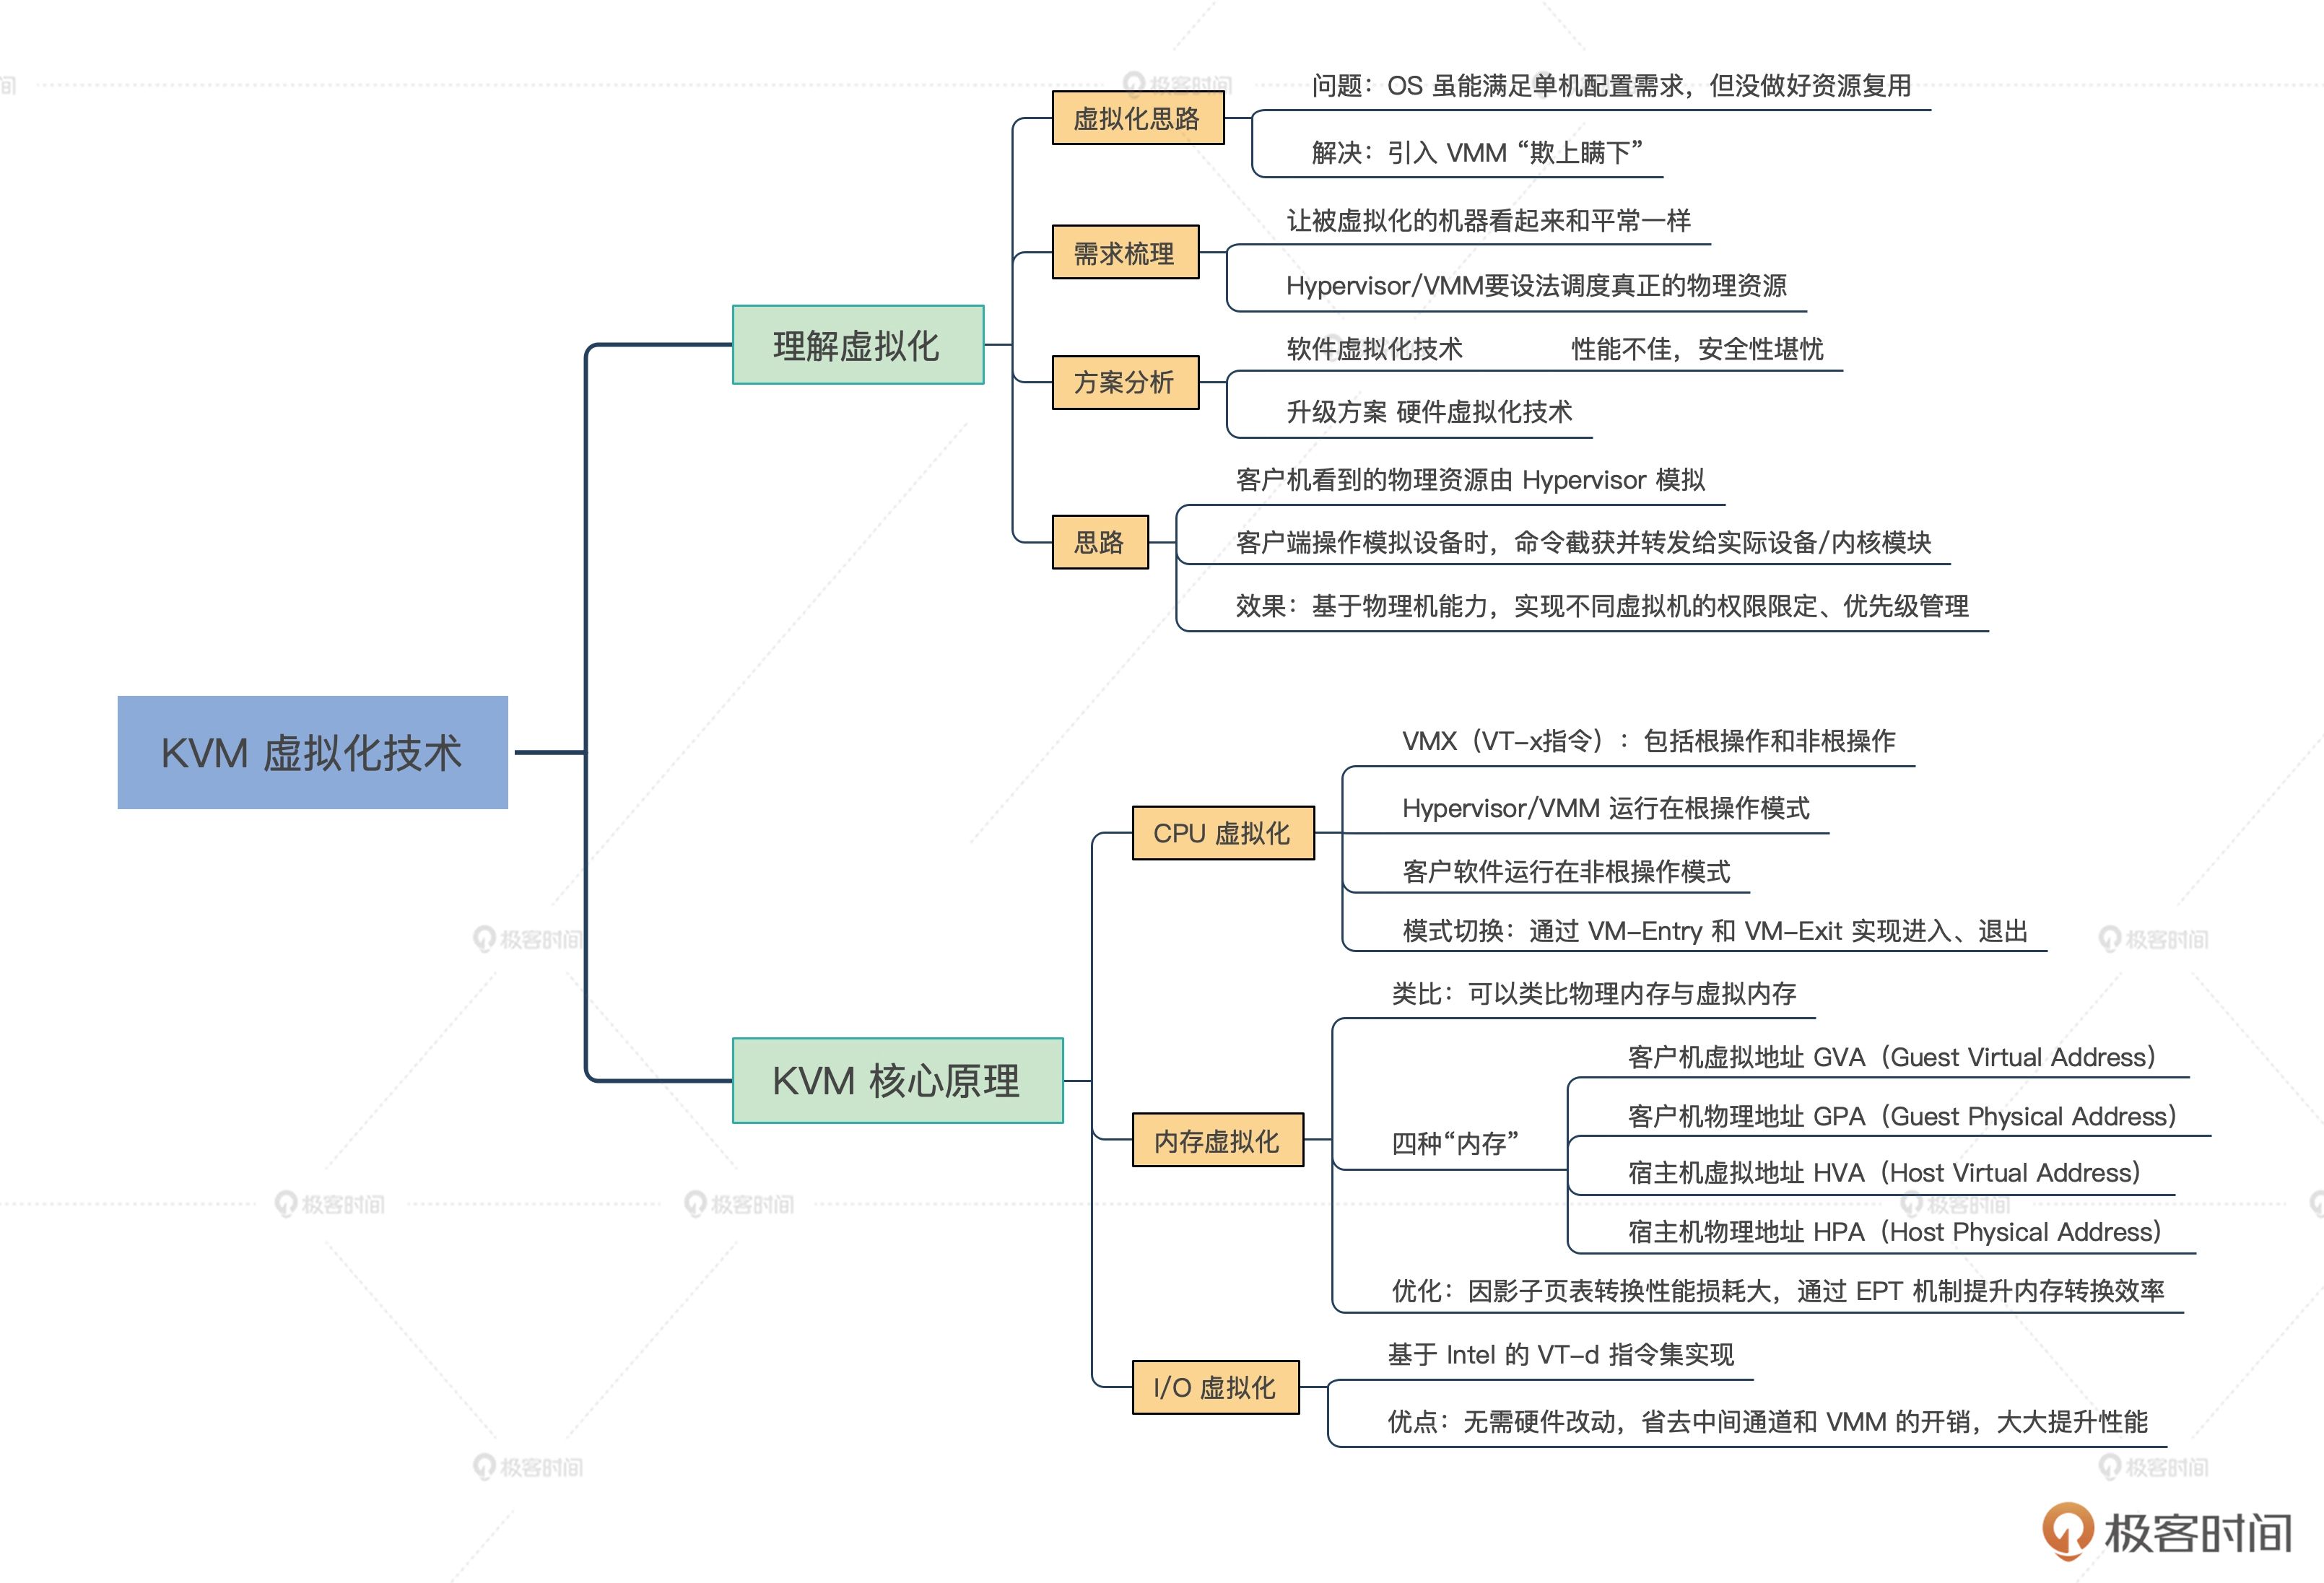 KVM 虚拟化技术
理解虚拟化
虚拟化思路
问题：OS 虽能满足单机配置需求，但没做好资源复用
解决：引入 VMM “欺上瞒下”
需求梳理
让被虚拟化的机器看起来和平常一样
Hypervisor/VMM要设法调度真正的物理资源
方案分析
软件虚拟化技术 性能不佳，安全性堪忧
升级方案 硬件虚拟化技术
思路
客户机看到的物理资源由 Hypervisor 模拟
客户端操作模拟设备时，命令截获并转发给实际设备/内核模块
效果：基于物理机能力，实现不同虚拟机的权限限定、优先级管理
KVM 核心原理
CPU 虚拟化
VMX（VT-x指令）：包括根操作和非根操作
Hypervisor/VMM 运行在根操作模式
客户软件运行在非根操作模式
模式切换：通过 VM-Entry 和 VM-Exit 实现进入、退出
内存虚拟化
类比：可以类比物理内存与虚拟内存
四种“内存”
客户机虚拟地址 GVA（Guest Virtual Address）
客户机物理地址 GPA（Guest Physical Address）
宿主机虚拟地址 HVA（Host Virtual Address）
宿主机物理地址 HPA（Host Physical Address）
优化：因影子页表转换性能损耗大，通过 EPT 机制提升内存转换效率
I/O 虚拟化
基于 Intel 的 VT-d 指令集实现
优点：无需硬件改动，省去中间通道和 VMM 的开销，大大提升性能
极客时间